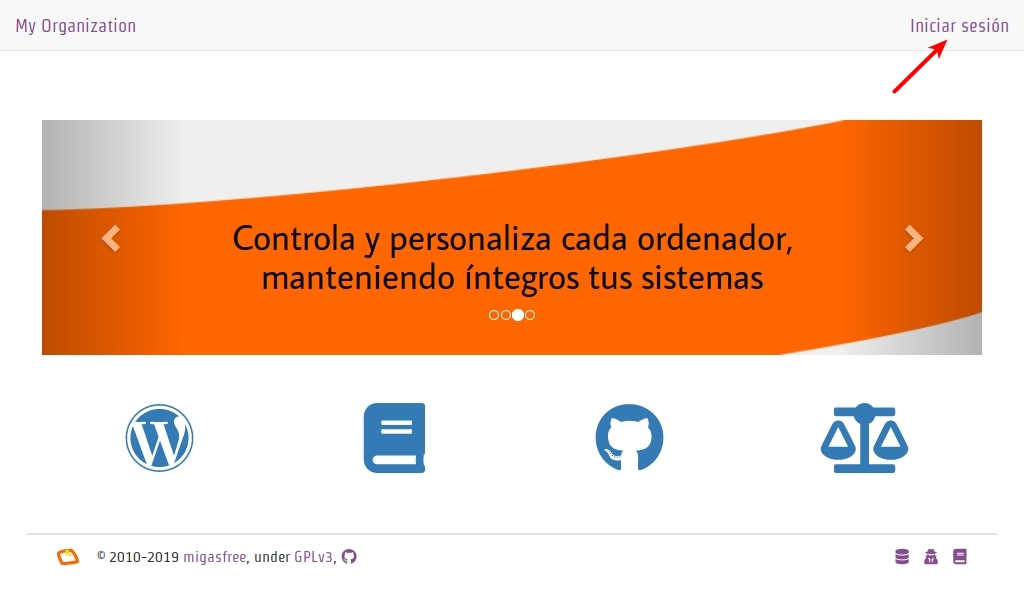 My Organization
Iniciar sesión
Controla y personaliza cada ordenador,
manteniendo íntegros tus sistemas
© 2010-2019 migasfree, under GPLv3,